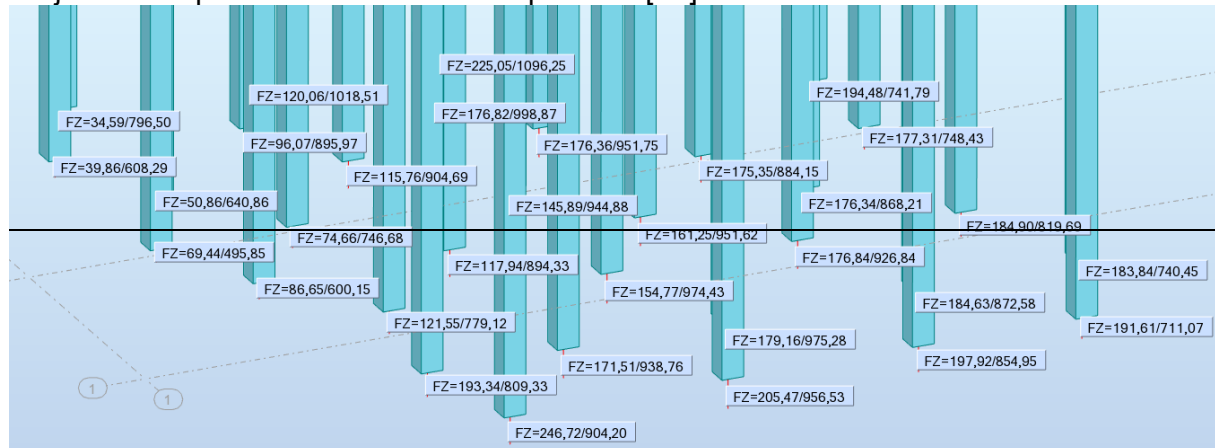 FZ=225,05/1096,25
FZ=194,48/741,79
FZ=120,06/1018,51
FZ=176,82/998,87
FZ=34,59/796,50
FZ=177,31/748,43
FZ=96,07/895,97
FZ=176,36/951,75
FZ=39,86/608,29
FZ=175,35/884,15
FZ=115,76/904,69
FZ=50,86/640,86
FZ=145,89/944,88
FZ=176,34/868,21
FZ=184,90/819,69
FZ=161,25/951,62
FZ=74,66/746,68
FZ=69,44/495,85
FZ=176,84/926,84
FZ=117,94/894,33
FZ=183,84/740,45
FZ=86,65/600,15
FZ=154,77/974,43
FZ=184,63/872,58
FZ=121,55/779,12
FZ=191,61/711,07
FZ=179,16/975,28
FZ=197,92/854,95
FZ=171,51/938,76
FZ=193,34/809,33
1
1
FZ=205,47/956,53
FZ=246,72/904,20